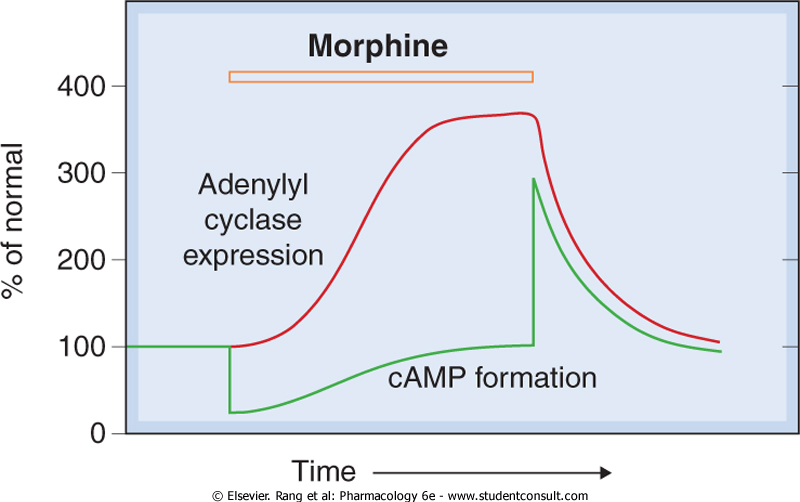 Morphine
400
300
200
100
0
% of normal
Adenylyl
cyclase
expression
cAMP formation
Time
© Elsevier. Rang et al: Pharmacology 6e - www.studentconsult.com